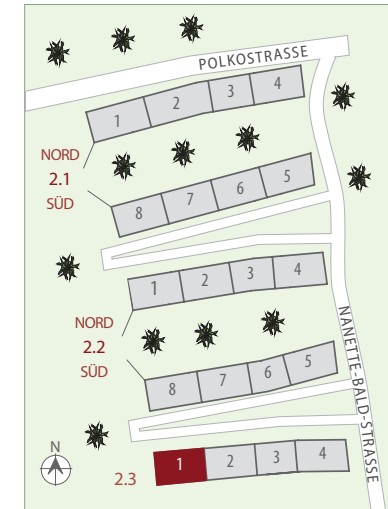 POLKOSTRASSE
1 2 3 4
NORD
2.1
SÜD
8 7 6 5
1 2 3 4
NORD
2.2
SÜD
8 7 6 5
NANETTE-BALD-STRASSE
N
2.3
1 2 3 4